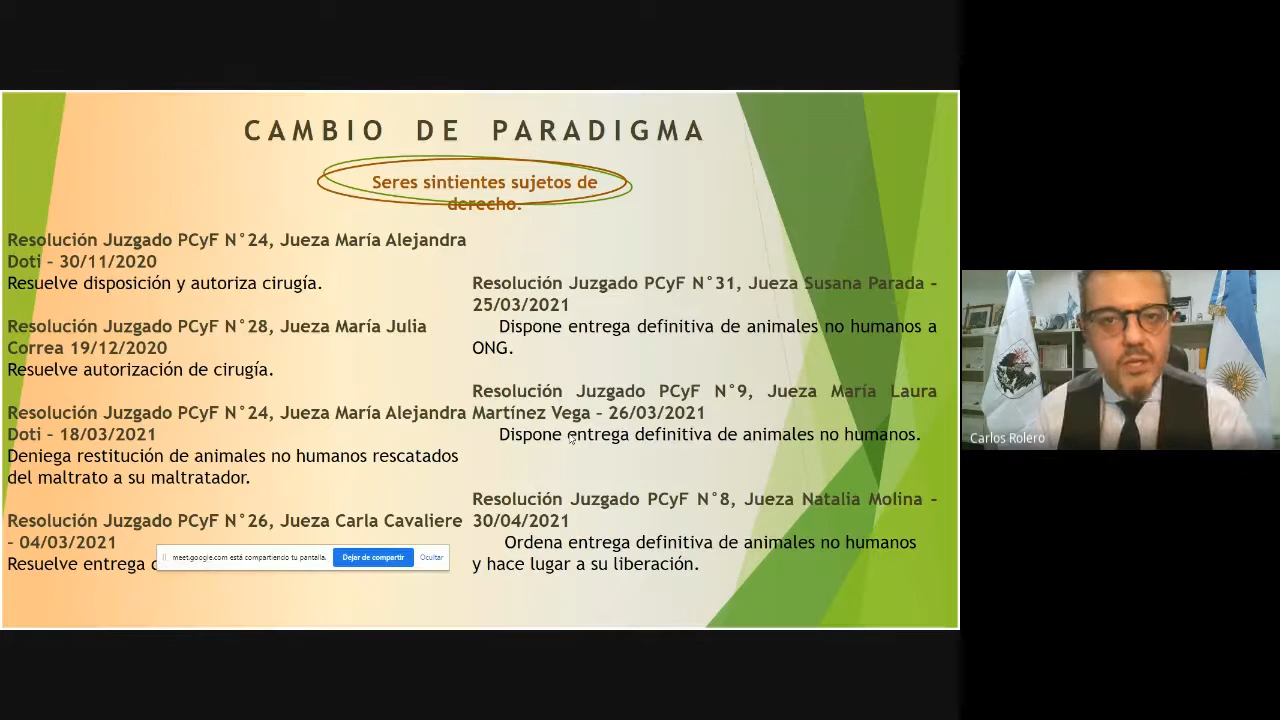 CAMBIO DE PARADIGMA
Seres sintientes sujetos de
derecho.
Resolución Juzgado PCyF N°24, Jueza María Alejandra
Doti – 30/11/2020
Resuelve disposición y autoriza cirugía.
Resolución Juzgado PCyF N°28, Jueza María Julia
Correa 19/12/2020
Resuelve autorización de cirugía.
Resolución Juzgado PCyF N°24, Jueza María Alejandra
Doti – 18/03/2021
Deniega restitución de animales no humanos rescatados
del maltrato a su maltratador.
Resolución Juzgado PCyF N°26, Jueza Carla Cavaliere
– 04/03/2021
Resuelve entrega
Resolución Juzgado PCyF N°31, Jueza Susana Parada –
25/03/2021
Dispone entrega definitiva de animales no humanos a
ONG.
Resolución Juzgado PCyF N°9, Jueza María Laura
Martínez Vega – 26/03/2021
Dispone entrega definitiva de animales no humanos.
Resolución Juzgado PCyF N°8, Jueza Natalia Molina –
30/04/2021
Ordena entrega definitiva de animales no humanos
y hace lugar a su liberación.
meet.google.com está compartiendo tu pantalla. Dejar de compartir Ocultar
Carlos Rolero